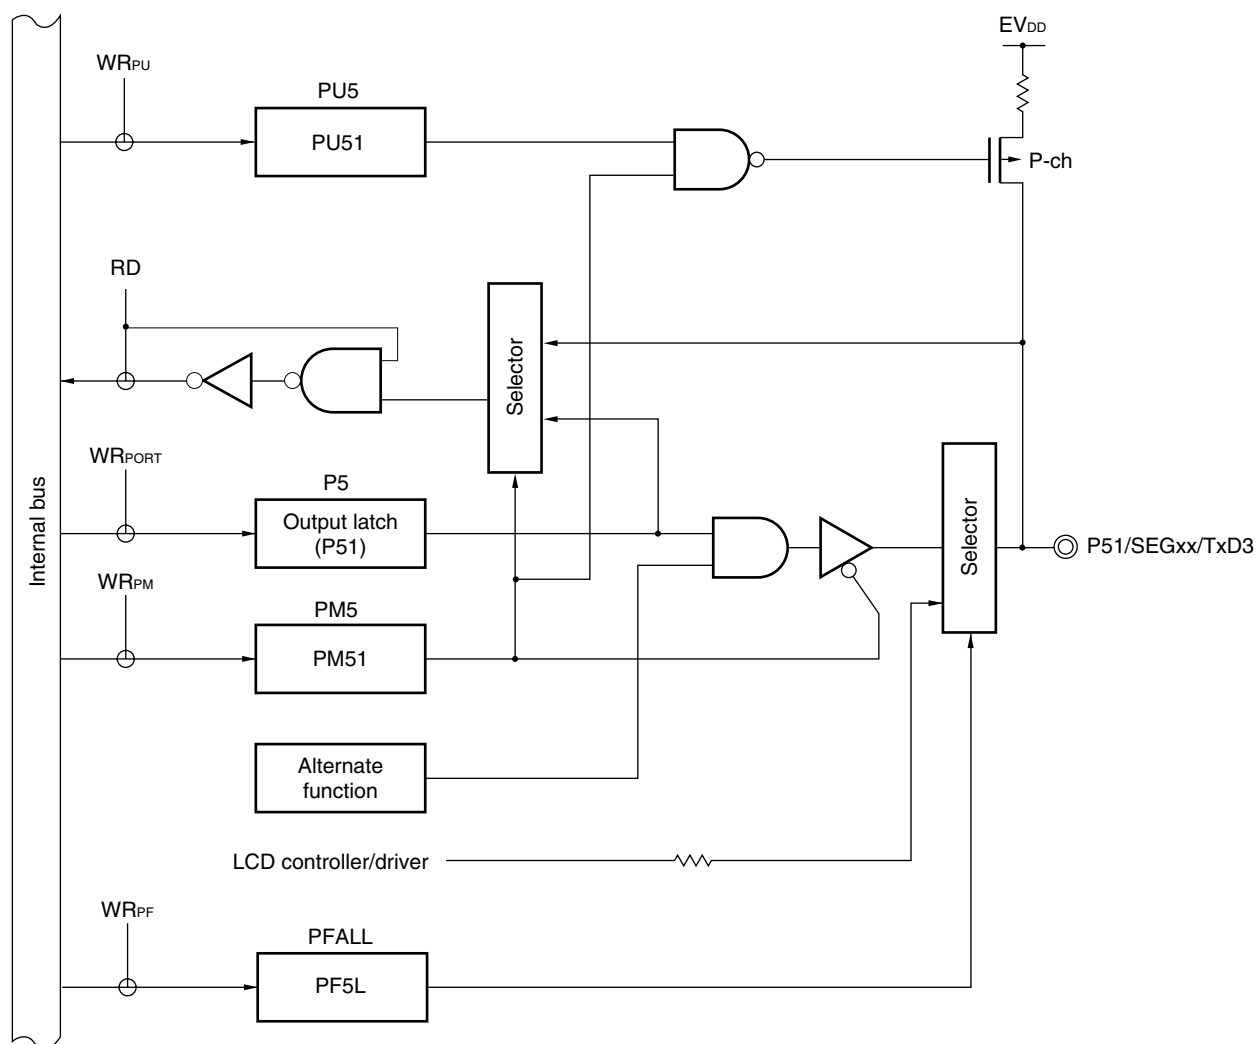 EVDD
WRPU
PU5
PU51
P-ch
RD
Selector
WRPORT
P5
Output latch
(P51)
Internal bus
Selector
P51/SEGxx/TxD3
WRPM
PM5
PM51
Alternate
function
LCD controller/driver
WRPF
PFALL
PF5L